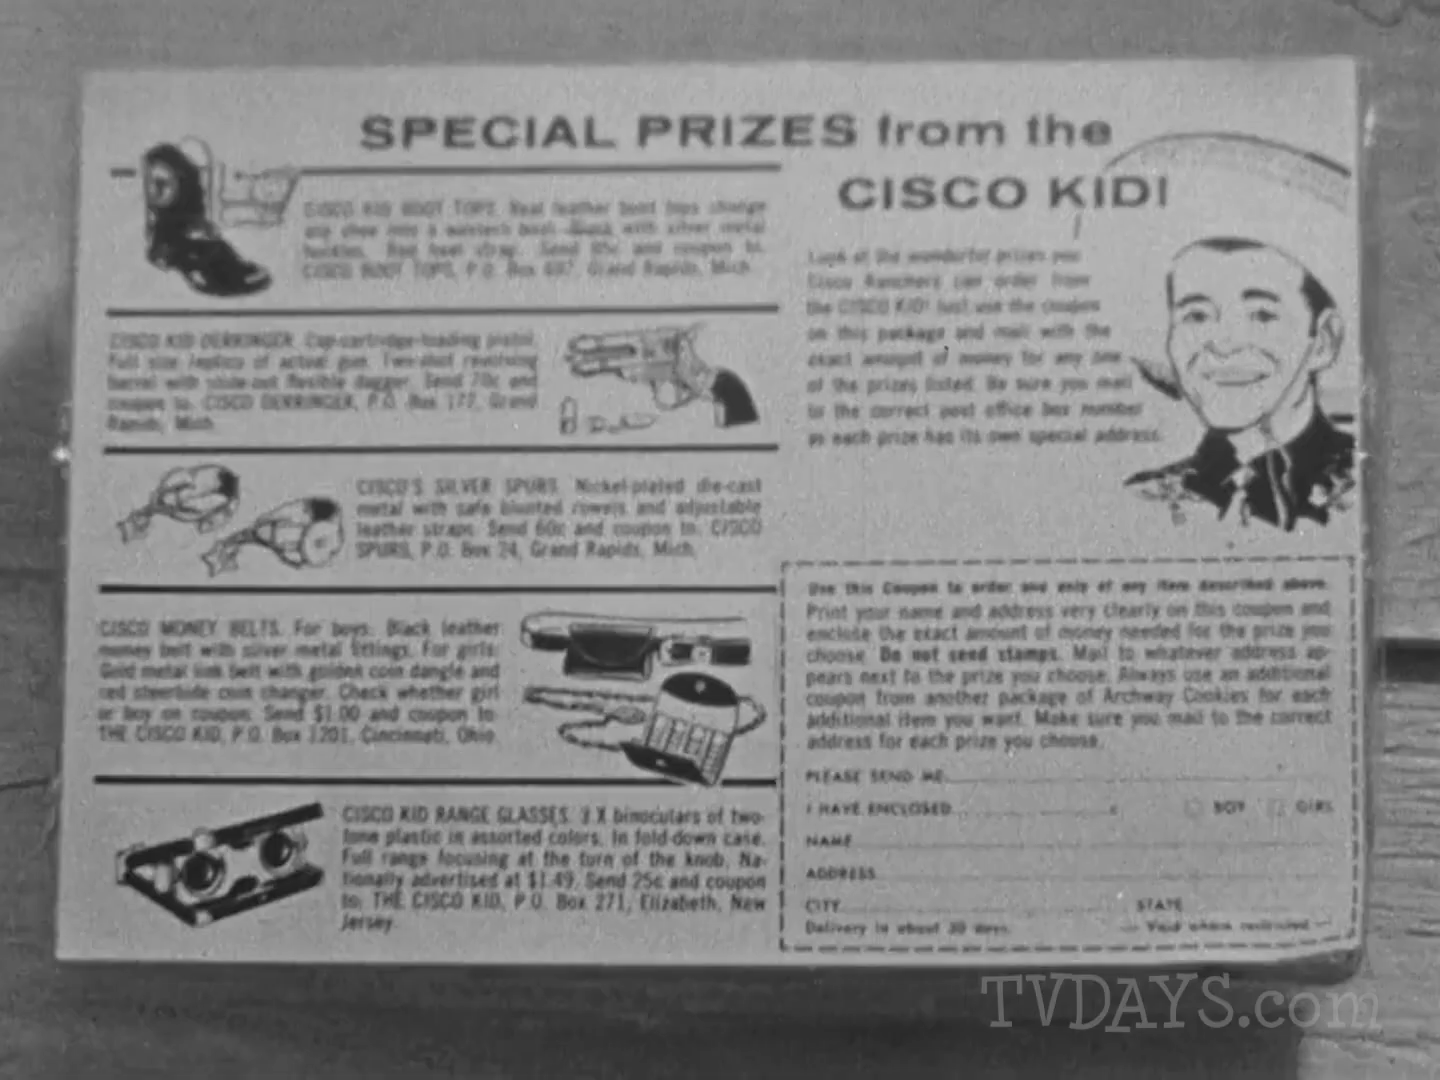 SPECIAL PRIZES from the
CISCO KID!
CISCO KID BOOT TOPS. Real leather boot tops change
any shoe into a western boot. Black with silver metal
buckles. Red heel strap. Send 85c and coupon to:
CISCO BOOT TOPS, P.O. Box 687, Grand Rapids, Mich.
CISCO KID DERRINGER. Cap-cartridge-loading pistol.
Full size replica of actual gun. Two-shot revolving
barrel with slide-out flexible dagger. Send 70c and
coupon to: CISCO DERRINGER, P.O. Box 177, Grand
Rapids, Mich.
CISCO'S SILVER SPURS. Nickel-plated die-cast
metal with safe blunted rowels and adjustable
leather straps. Send 60c and coupon to: CISCO
SPURS, P.O. Box 24, Grand Rapids, Mich.
CISCO MONEY BELTS. For boys: Black leather
money belt with silver metal fittings. For girls:
Gold metal link belt with golden coin dangle and
red steerhide coin changer. Check whether girl
or boy on coupon. Send $1.00 and coupon to:
THE CISCO KID, P.O. Box 1201, Cincinnati, Ohio
CISCO KID RANGE GLASSES. 3 X binoculars of two-
tone plastic in assorted colors. In fold-down case.
Full range focusing at the turn of the knob. Na-
tionally advertised at $1.49. Send 25c and coupon
to: THE CISCO KID, P.O. Box 271, Elizabeth, New
Jersey.
Look at the wonderful prizes you
Cisco Ranchers can order from
the CISCO KID! Just use the coupon
on this package and mail with the
exact amount of money for any one
of the prizes listed. Be sure you mail
to the correct post office box number
as each prize has its own special address.
Use this Coupon to order one only of any item described above.
Print your name and address very clearly on this coupon and
enclose the exact amount of money needed for the prize you
choose. Do not send stamps. Mail to whatever address ap-
pears next to the prize you choose. Always use an additional
coupon from another package of Archway Cookies for each
additional item you want. Make sure you mail to the correct
address for each prize you choose.
PLEASE SEND ME
I HAVE ENCLOSED c BOY GIRL
NAME
ADDRESS
CITY STATE
Delivery in about 30 days. — Void where restricted —
TVDAYS.com